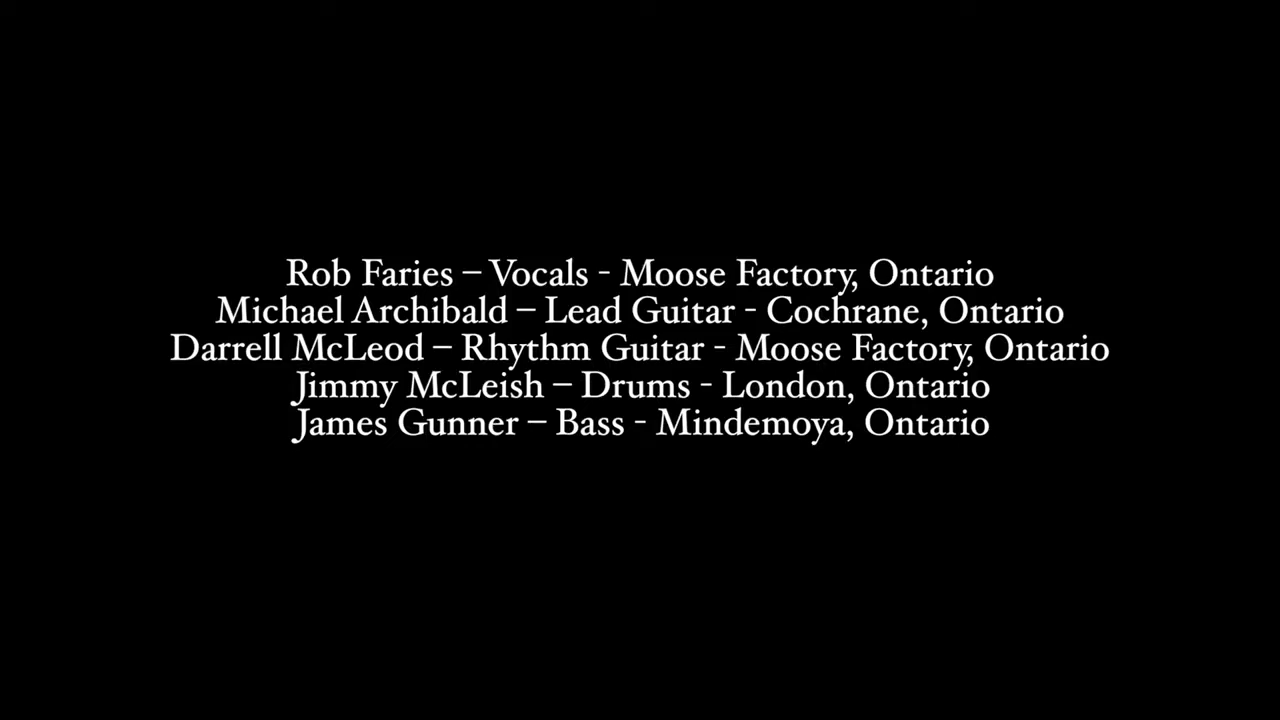 Rob Faries – Vocals - Moose Factory, Ontario
Michael Archibald – Lead Guitar - Cochrane, Ontario
Darrell McLeod – Rhythm Guitar - Moose Factory, Ontario
Jimmy McLeish – Drums - London, Ontario
James Gunner – Bass - Mindemoya, Ontario